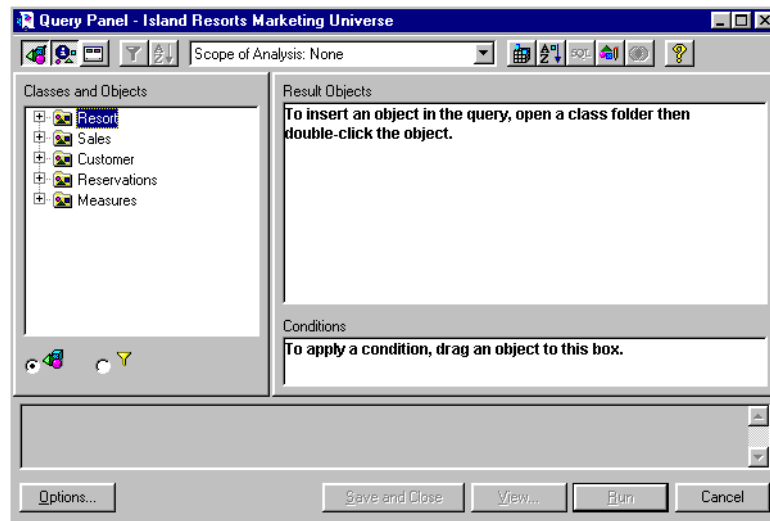 Query Panel - Island Resorts Marketing Universe
Scope of Analysis: None
SQL
?
Classes and Objects
Resort
Sales
Customer
Reservations
Measures
Result Objects
To insert an object in the query, open a class folder then
double-click the object.
Conditions
To apply a condition, drag an object to this box.
Options...
Save and Close
View...
Run
Cancel